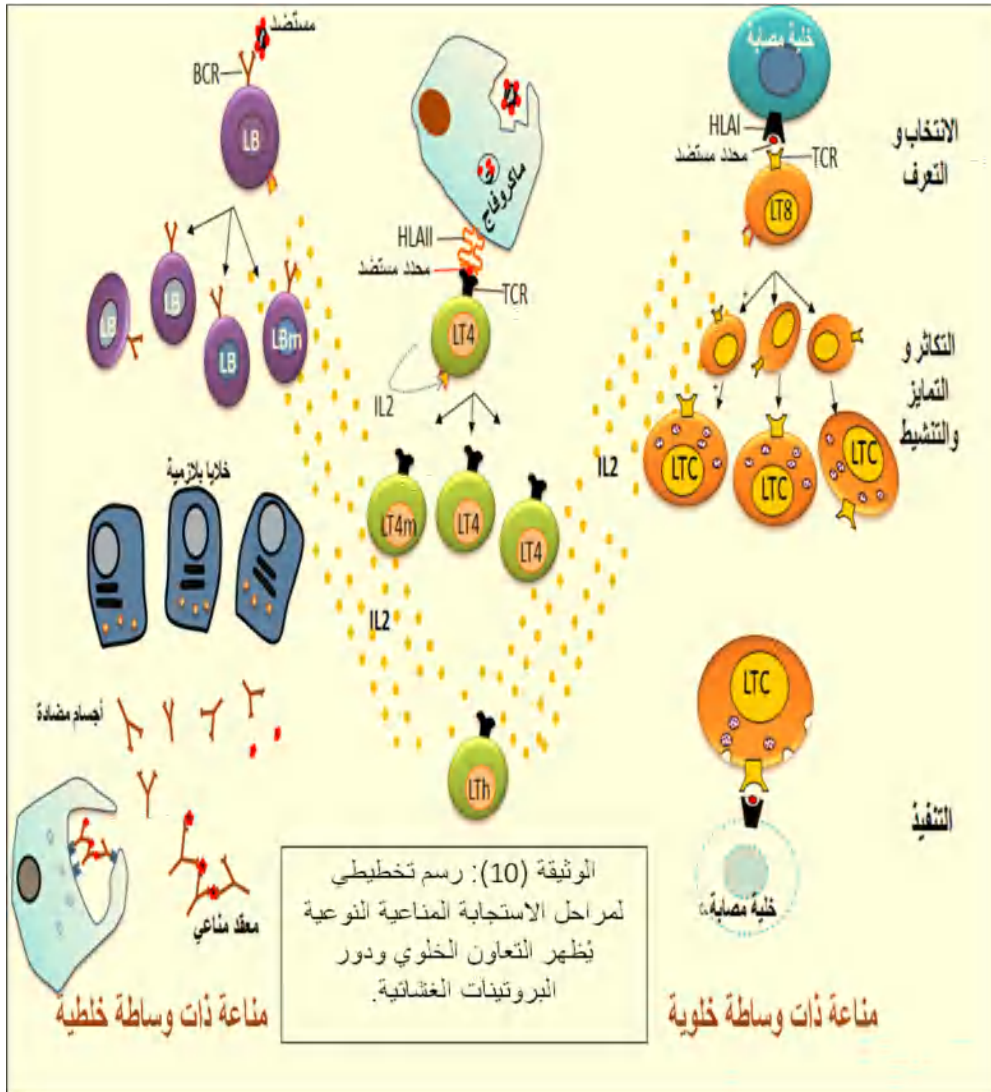 مستضد
BCR
LB
LB
LB
LB
LBm
خلايا بلازمية
أجسام مضادة
معقد مناعي
مناعة ذات وساطة خلطية
ماكروفاج
HLAII
محدد مستضد
TCR
LT4
IL2
LT4m
LT4
LT4
IL2
IL2
LTh
خلية مصابة
HLAI
محدد مستضد
TCR
LT8
LTC
LTC
LTC
LTC
خلية مصابة
مناعة ذات وساطة خلوية
الانتخاب و
التعرف
التكاثر و
التمايز
والتنشيط
التنفيذ
الوثيقة (10): رسم تخطيطي
لمراحل الاستجابة المناعية النوعية
يُظهر التعاون الخلوي ودور
البروتينات الغشائية.